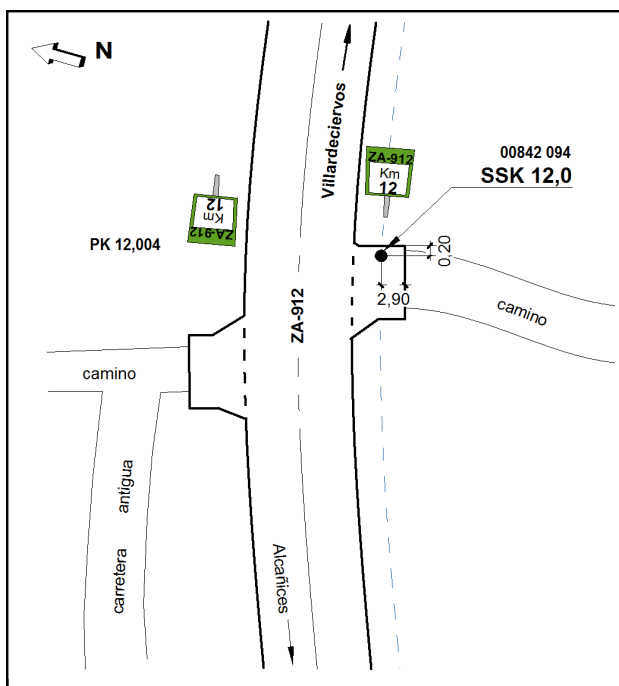 N
Villardeciervos
ZA-912
Km
12
00842 094
SSK 12,0
ZA-912
Km
12
PK 12,004
0,20
2,90
ZA-912
camino
camino
carretera antigua
Alcañices